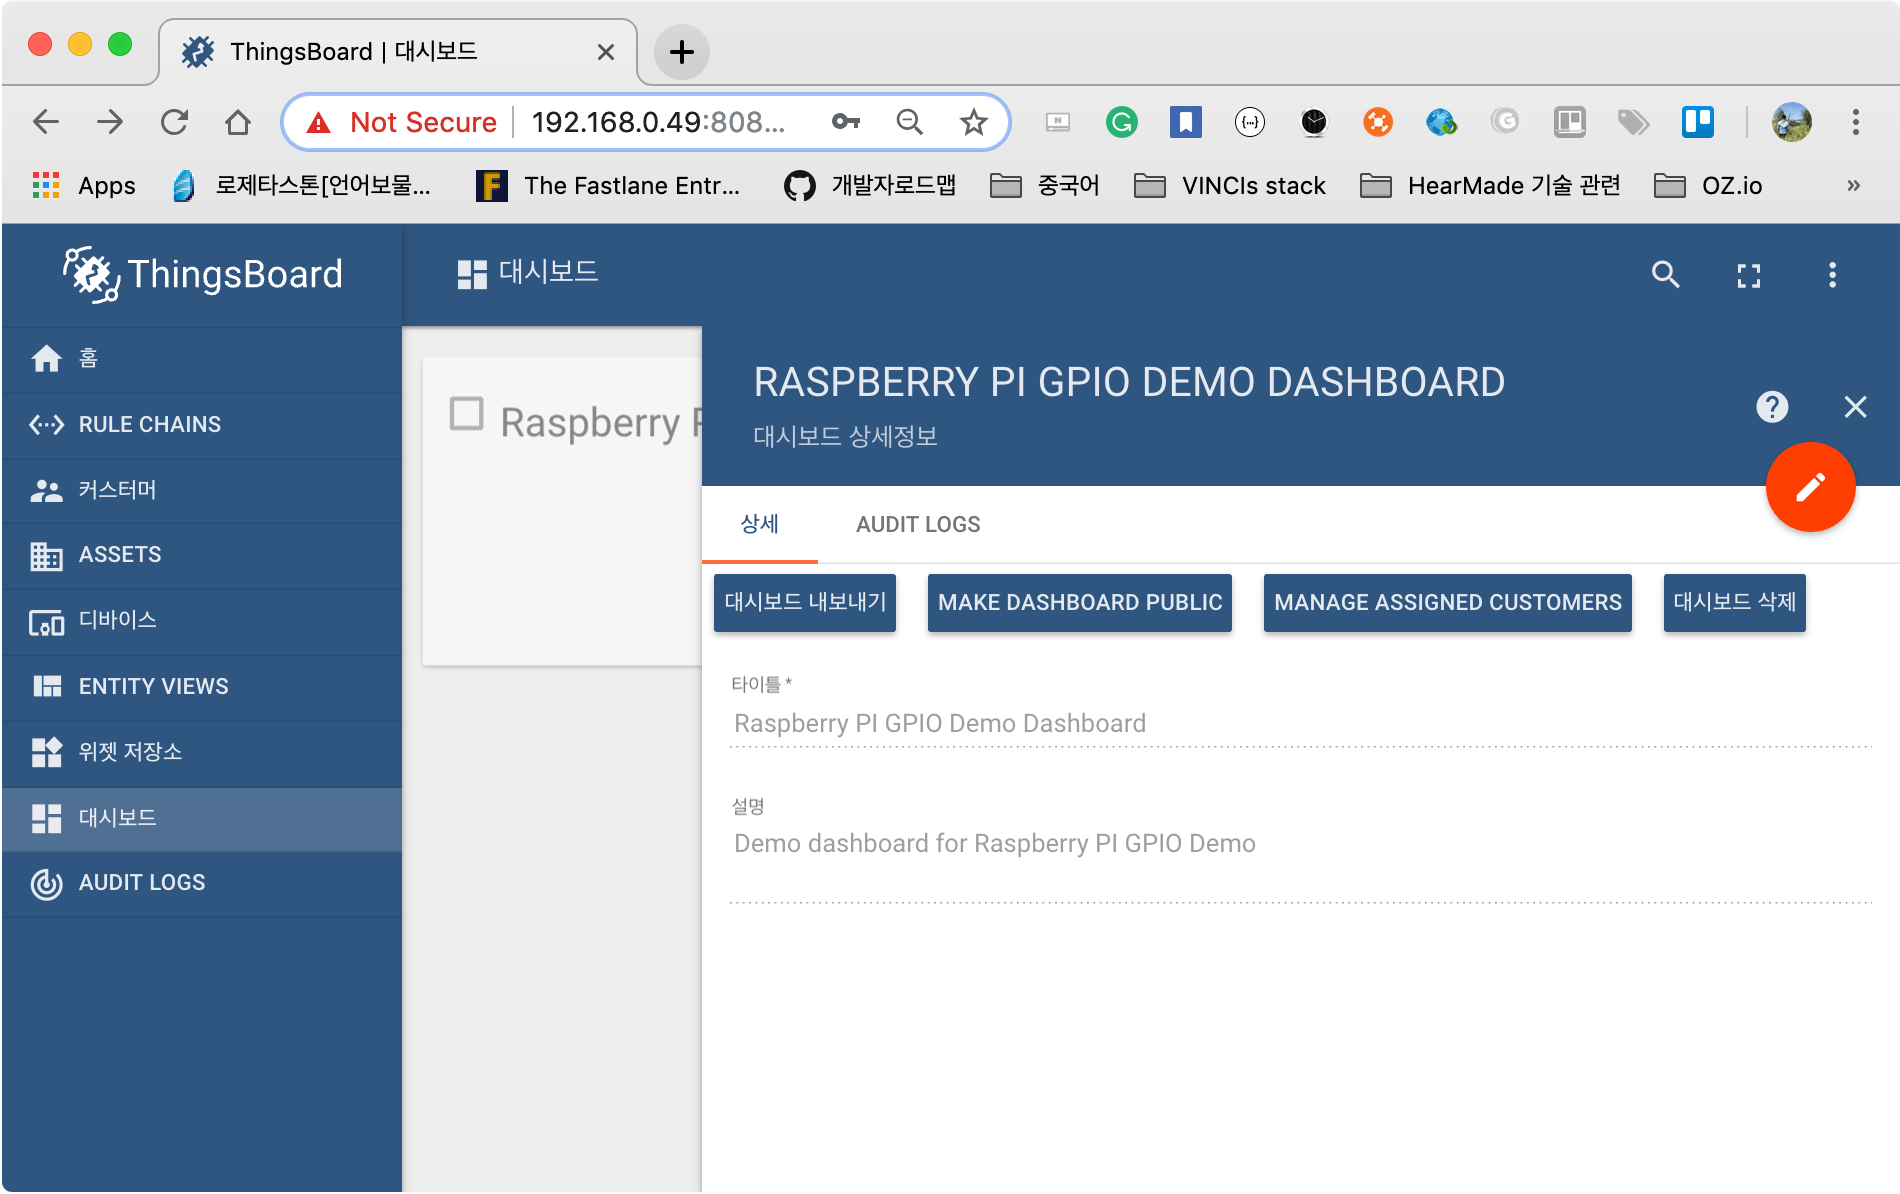 ThingsBoard | 대시보드
Not Secure
192.168.0.49:808...
Apps
로제타스톤[언어보물...
The Fastlane Entr...
개발자로드맵
중국어
VINCIs stack
HearMade 기술 관련
OZ.io
»
ThingsBoard
대시보드
홈
RULE CHAINS
커스터머
ASSETS
디바이스
ENTITY VIEWS
위젯 저장소
대시보드
AUDIT LOGS
Raspberry P
RASPBERRY PI GPIO DEMO DASHBOARD
대시보드 상세정보
상세
AUDIT LOGS
대시보드 내보내기
MAKE DASHBOARD PUBLIC
MANAGE ASSIGNED CUSTOMERS
대시보드 삭제
타이틀 *
Raspberry PI GPIO Demo Dashboard
설명
Demo dashboard for Raspberry PI GPIO Demo